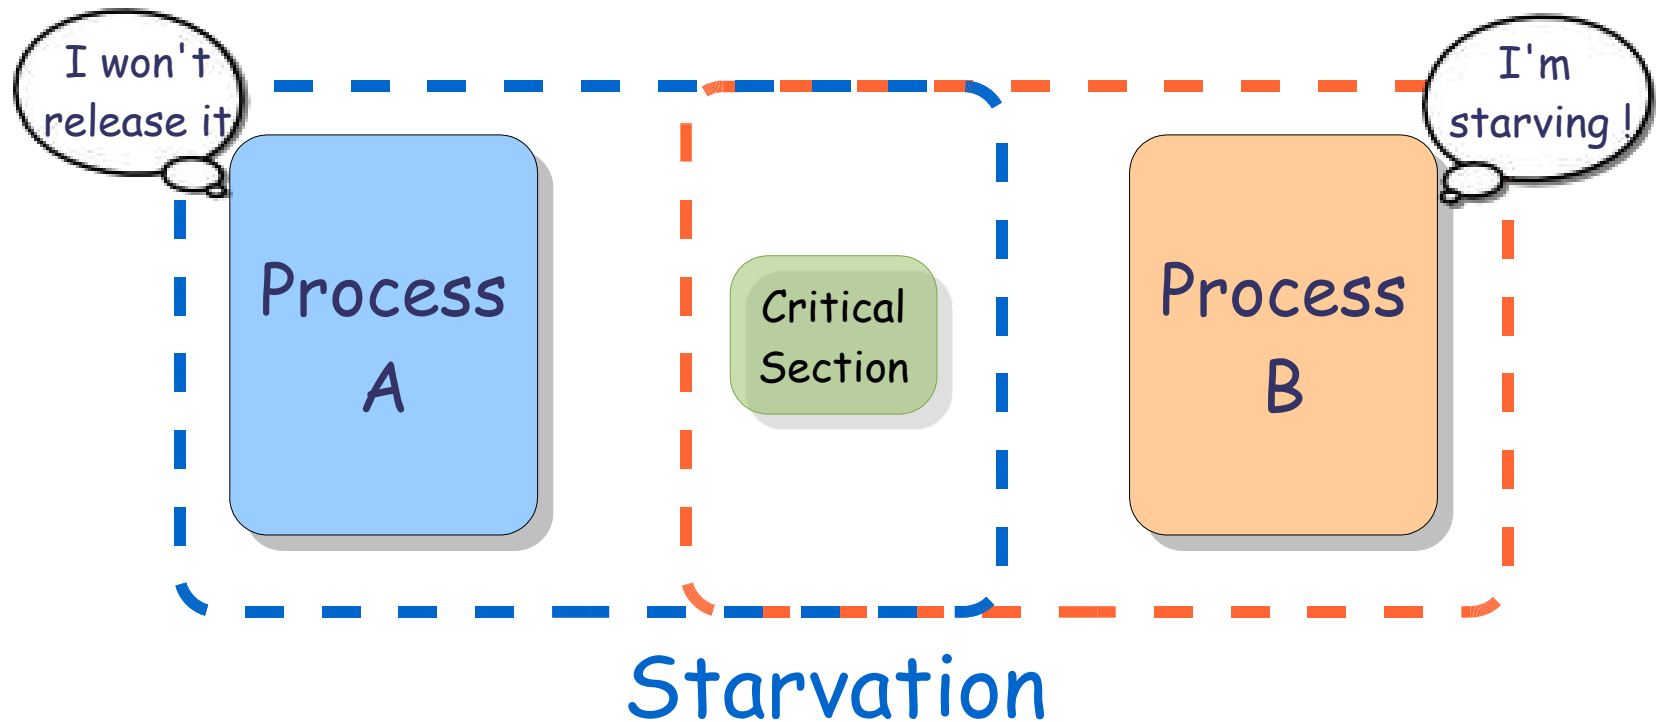 I won't
release it
I'm
starving !
Process
A
Critical
Section
Process
B
Starvation